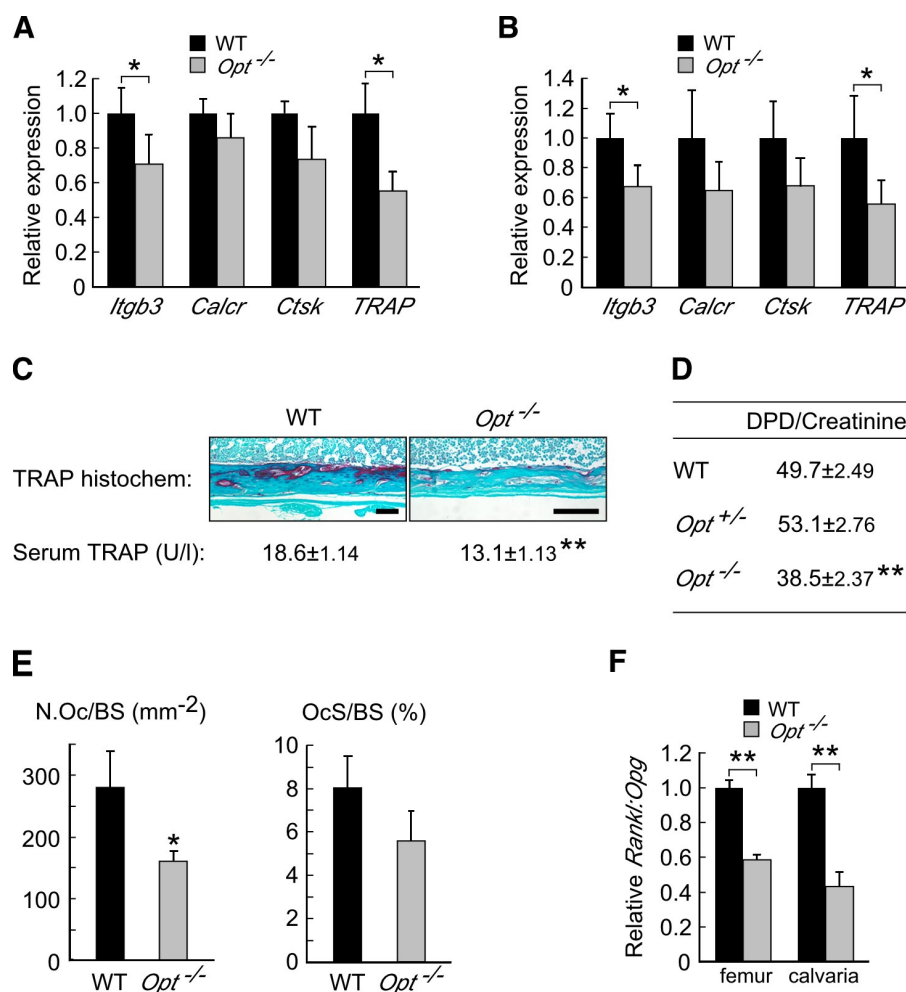 A
WT
Opt -/-
Relative expression
1.2
1.0
0.8
0.6
0.4
0.2
0
*
*
Itgb3 Calcr Ctsk TRAP
B
WT
Opt -/-
Relative expression
1.4
1.2
1.0
0.8
0.6
0.4
0.2
0
*
*
Itgb3 Calcr Ctsk TRAP
C
WT Opt -/-
TRAP histochem:
Serum TRAP (U/l): 18.6±1.14 13.1±1.13**
D
DPD/Creatinine
WT 49.7±2.49
Opt +/- 53.1±2.76
Opt -/- 38.5±2.37**
E
N.Oc/BS (mm-2)
300
200
100
0
*
WT Opt -/-
OcS/BS (%)
10
8
6
4
2
0
WT Opt -/-
F
WT
Opt -/-
Relative Rankl:Opg
1.2
1.0
0.8
0.6
0.4
0.2
0
**
**
femur calvaria